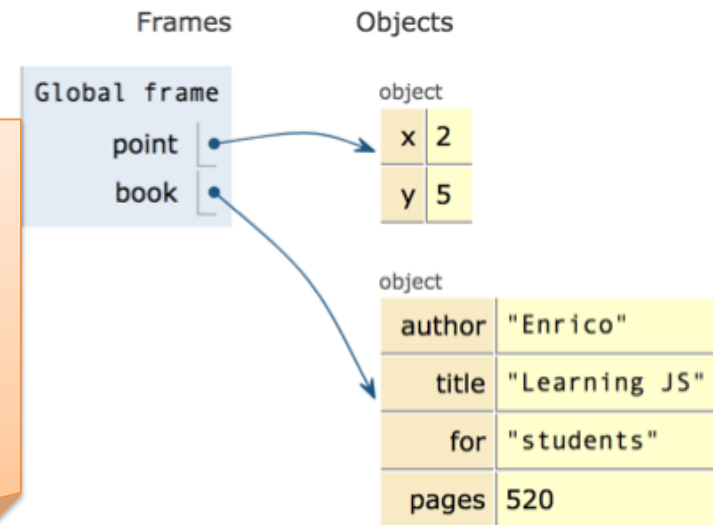 Frames Objects
Global frame
point
book
object
x 2
y 5
object
author "Enrico"
title "Learning JS"
for "students"
pages 520